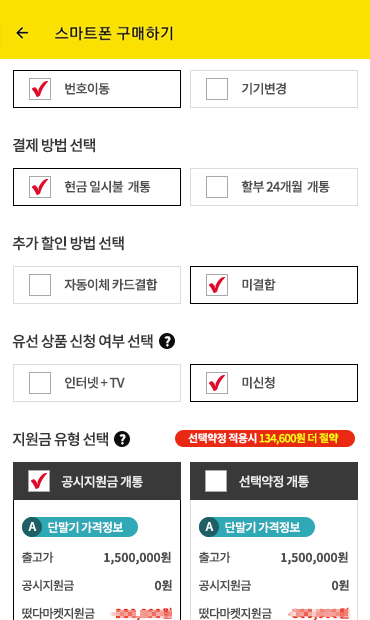 스마트폰 구매하기
번호이동 기기변경
결제 방법 선택
현금 일시불 개통 할부 24개월 개통
추가 할인 방법 선택
자동이체 카드결합 미결합
유선 상품 신청 여부 선택 ?
인터넷 + TV 미신청
지원금 유형 선택 ? 선택약정 적용시 134,600원 더 절약
공시지원금 개통 선택약정 개통
A 단말기 가격정보 A 단말기 가격정보
출고가 1,500,000원 출고가 1,500,000원
공시지원금 0원 공시지원금 0원
떴다마켓지원금 떴다마켓지원금